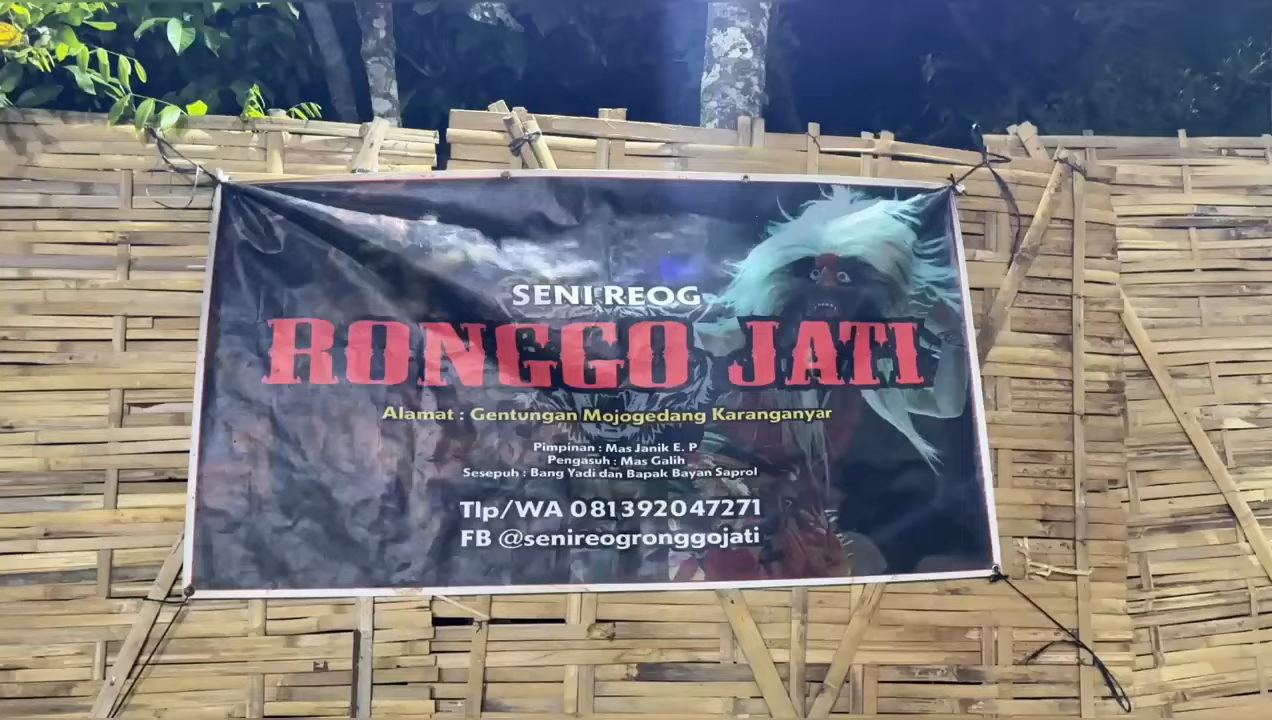 SENI REOG
RONGGO JATI
Alamat : Gentungan Mojogedang Karanganyar
Pimpinan : Mas Janik E. P
Pengasuh : Mas Galih
Sesepuh : Bang Yadi dan Bapak Bayan Saprol
Tlp/WA 081392047271
FB @senireogronggojati